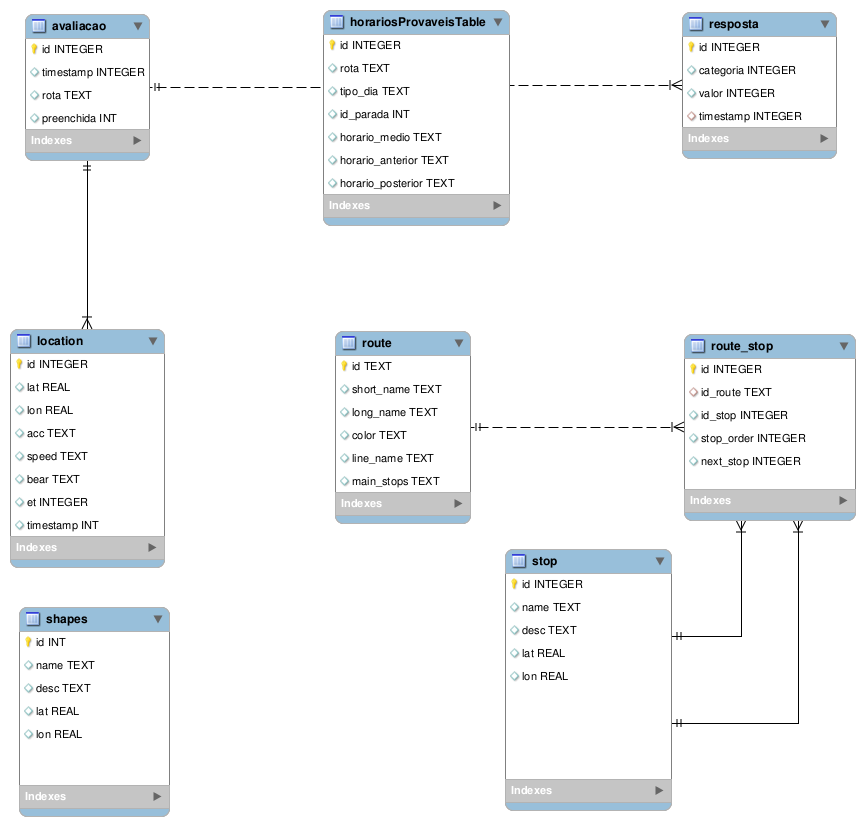 avaliacao
id INTEGER
timestamp INTEGER
rota TEXT
preenchida INT
Indexes
horariosProvaveisTable
id INTEGER
rota TEXT
tipo_dia TEXT
id_parada INT
horario_medio TEXT
horario_anterior TEXT
horario_posterior TEXT
Indexes
resposta
id INTEGER
categoria INTEGER
valor INTEGER
timestamp INTEGER
Indexes
location
id INTEGER
lat REAL
lon REAL
acc TEXT
speed TEXT
bear TEXT
et INTEGER
timestamp INT
Indexes
route
id TEXT
short_name TEXT
long_name TEXT
color TEXT
line_name TEXT
main_stops TEXT
Indexes
route_stop
id INTEGER
id_route TEXT
id_stop INTEGER
stop_order INTEGER
next_stop INTEGER
Indexes
shapes
id INT
name TEXT
desc TEXT
lat REAL
lon REAL
Indexes
stop
id INTEGER
name TEXT
desc TEXT
lat REAL
lon REAL
Indexes